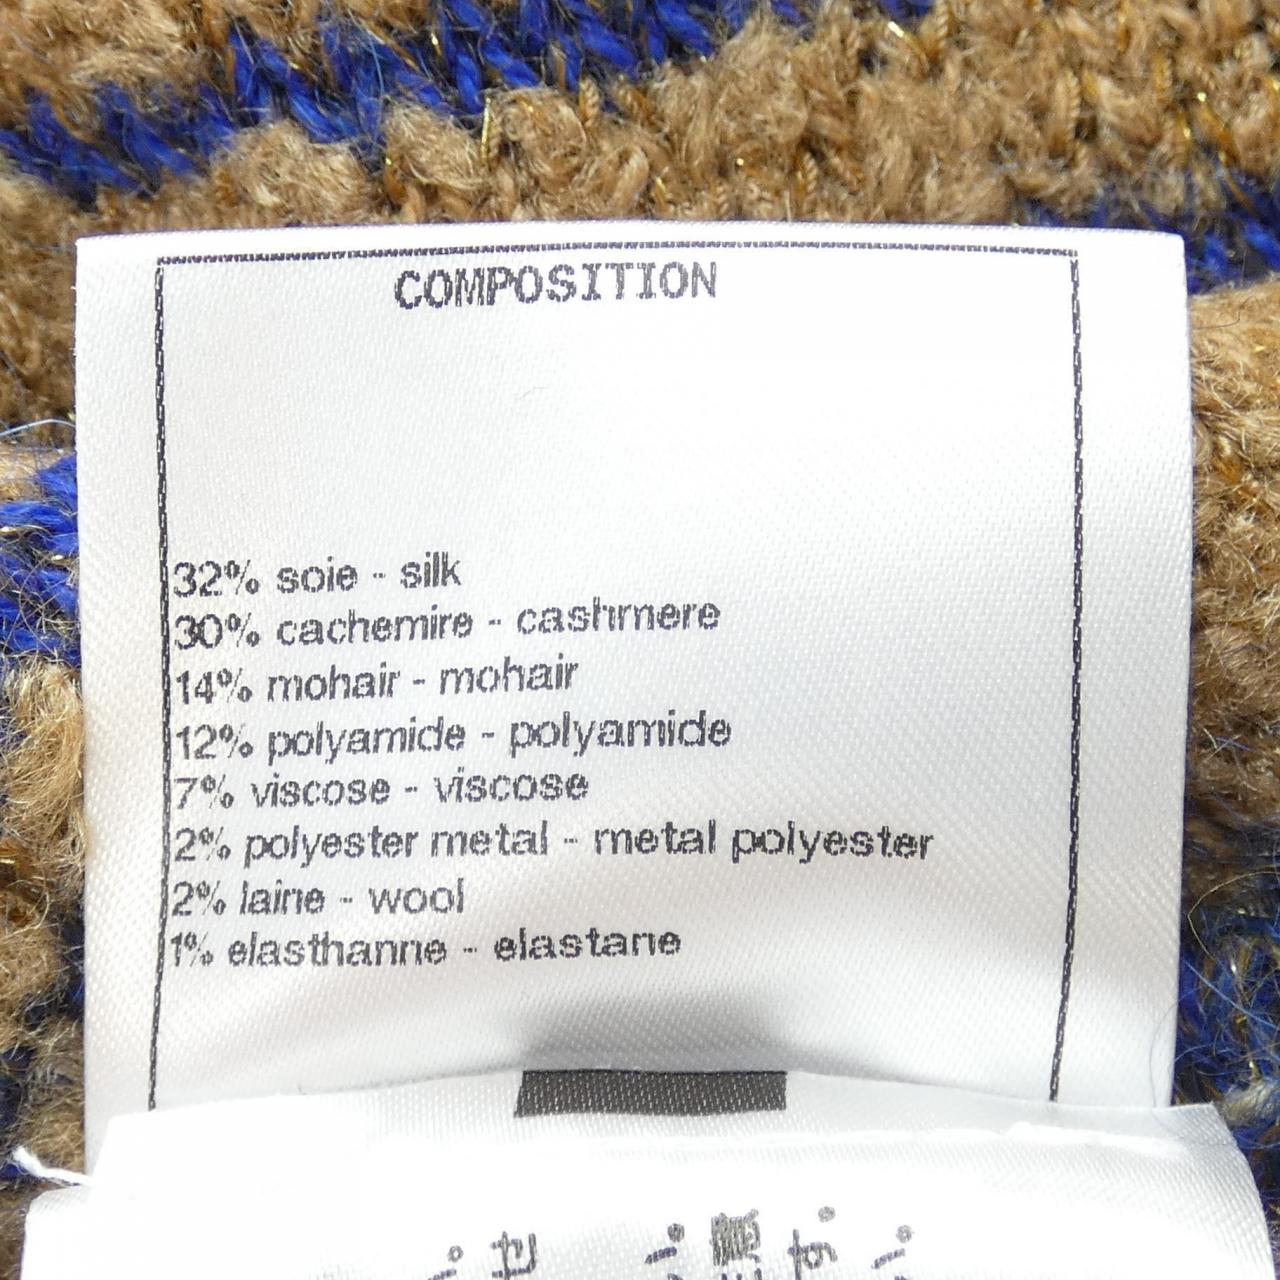 COMPOSITION
32% soie - silk
30% cachemire - cashmere
14% mohair - mohair
12% polyamide - polyamide
7% viscose - viscose
2% polyester metal - metal polyester
2% laine - wool
1% elasthanne - elastane